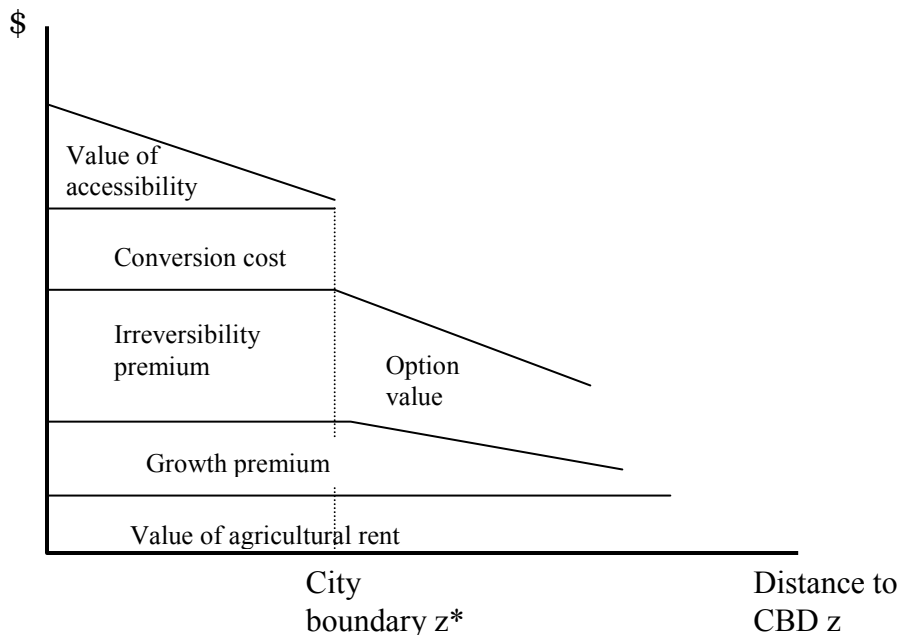 $
Value of
accessibility
Conversion cost
Irreversibility
premium
Option
value
Growth premium
Value of agricultural rent
City
boundary z*
Distance to
CBD z